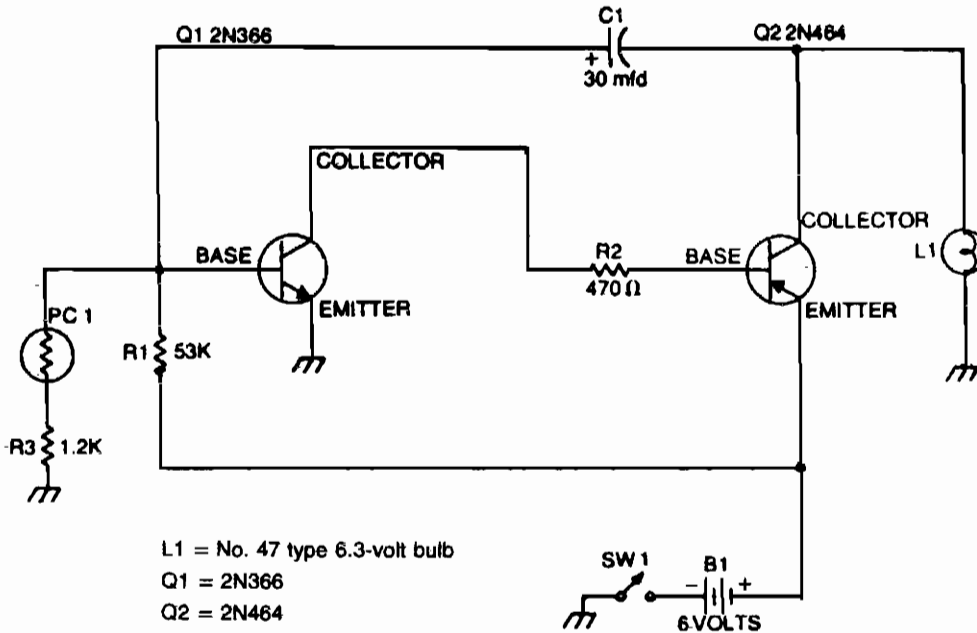 C1
Q1 2N366
Q2 2N464
+
30 mfd
COLLECTOR
COLLECTOR
BASE
R2
BASE
L1
470 Ω
EMITTER
EMITTER
PC 1
R1
53K
R3
1.2K
L1 = No. 47 type 6.3-volt bulb
Q1 = 2N366
Q2 = 2N464
SW 1
B1
− +
6-VOLTS